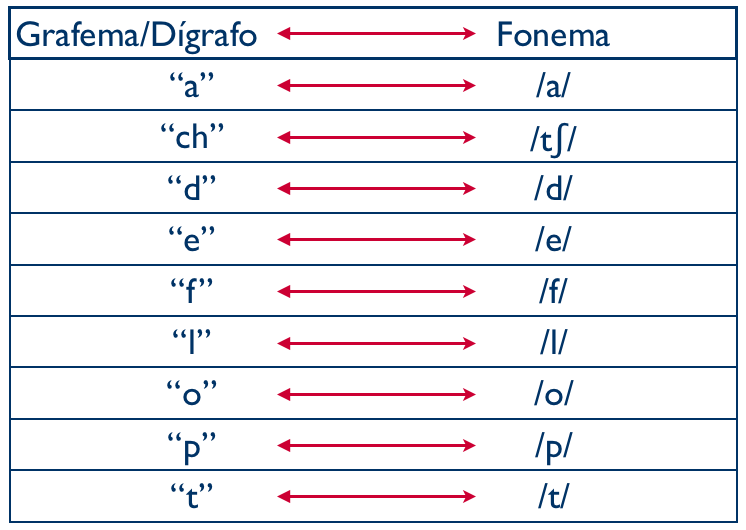 Grafema/Dígrafo Fonema
“a” /a/
“ch” /tʃ/
“d” /d/
“e” /e/
“f” /f/
“l” /l/
“o” /o/
“p” /p/
“t” /t/